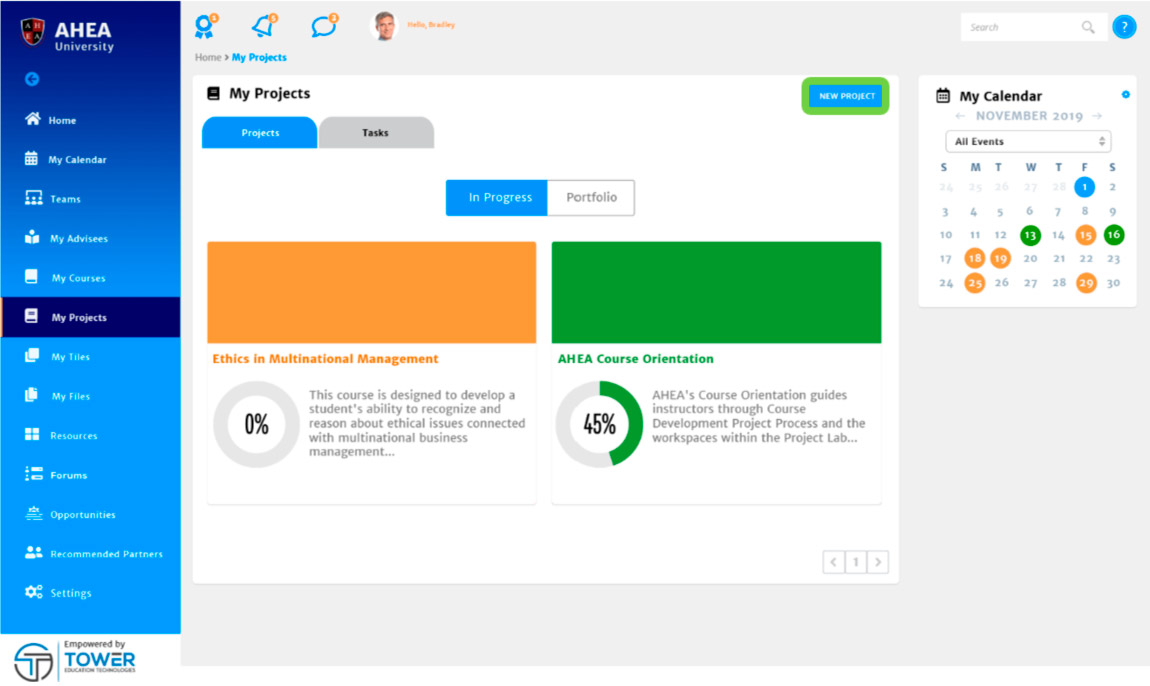 AHEA
University
1
5
3
Hello, Bradley
Search
?
Home > My Projects
Home
My Calendar
Teams
My Advisees
My Courses
My Projects
My Tiles
My Files
Resources
Forums
Opportunities
Recommended Partners
Settings
Empowered by
TOWER
EDUCATION TECHNOLOGIES
My Projects
NEW PROJECT
Projects
Tasks
In Progress
Portfolio
Ethics in Multinational Management
0%
This course is designed to develop a
student's ability to recognize and
reason about ethical issues connected
with multinational business
management...
AHEA Course Orientation
45%
AHEA's Course Orientation guides
instructors through Course
Development Project Process and the
workspaces within the Project Lab...
< 1 >
My Calendar
← NOVEMBER 2019 →
All Events
S M T W T F S
24 25 26 27 28 1 2
3 4 5 6 7 8 9
10 11 12 13 14 15 16
17 18 19 20 21 22 23
24 25 26 27 28 29 30